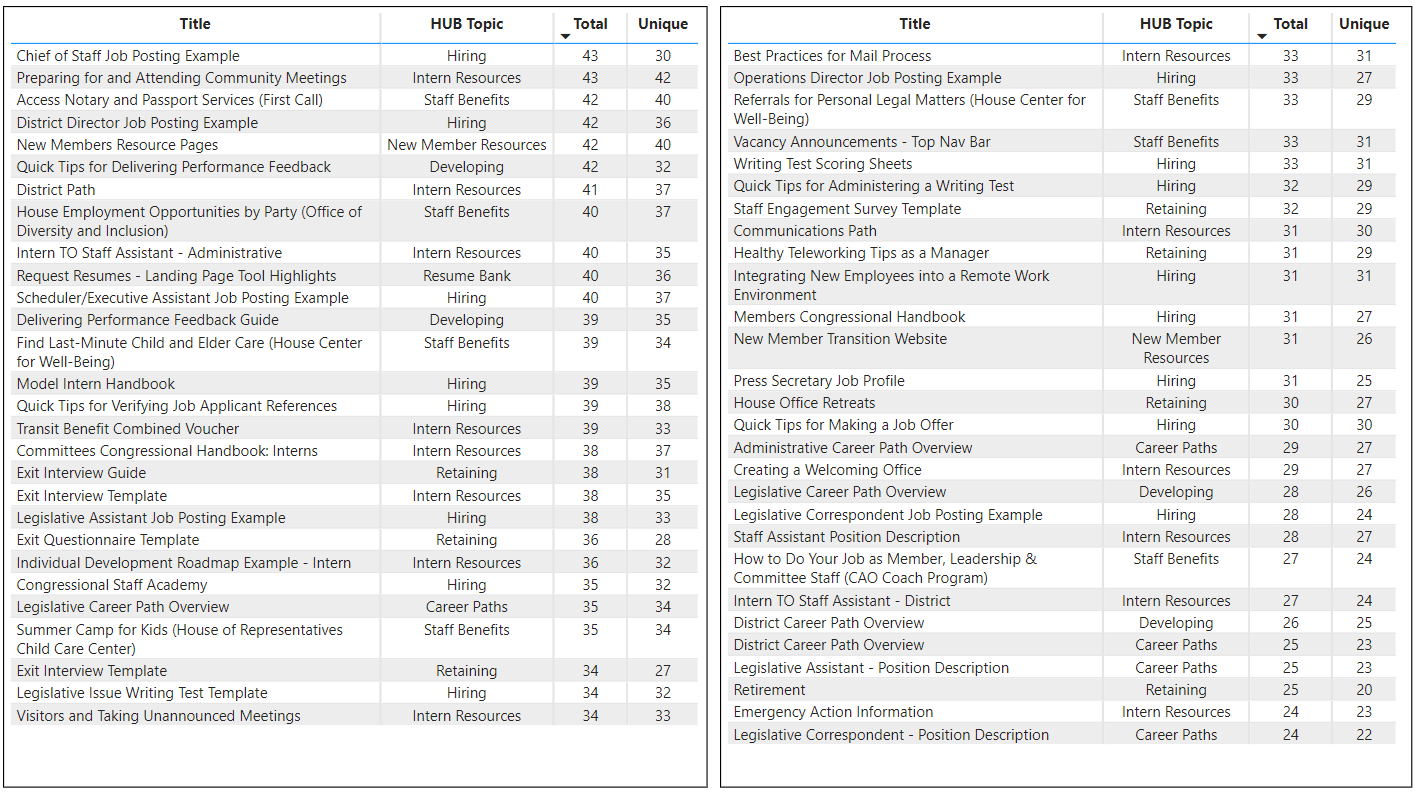 Title HUB Topic Total Unique
Chief of Staff Job Posting Example Hiring 43 30
Preparing for and Attending Community Meetings Intern Resources 43 42
Access Notary and Passport Services (First Call) Staff Benefits 42 40
District Director Job Posting Example Hiring 42 36
New Members Resource Pages New Member Resources 42 40
Quick Tips for Delivering Performance Feedback Developing 42 32
District Path Intern Resources 41 37
House Employment Opportunities by Party (Office of Staff Benefits 40 37
Diversity and Inclusion)
Intern TO Staff Assistant - Administrative Intern Resources 40 35
Request Resumes - Landing Page Tool Highlights Resume Bank 40 36
Scheduler/Executive Assistant Job Posting Example Hiring 40 37
Delivering Performance Feedback Guide Developing 39 35
Find Last-Minute Child and Elder Care (House Center Staff Benefits 39 34
for Well-Being)
Model Intern Handbook Hiring 39 35
Quick Tips for Verifying Job Applicant References Hiring 39 38
Transit Benefit Combined Voucher Intern Resources 39 33
Committees Congressional Handbook: Interns Intern Resources 38 37
Exit Interview Guide Retaining 38 31
Exit Interview Template Intern Resources 38 35
Legislative Assistant Job Posting Example Hiring 38 33
Exit Questionnaire Template Retaining 36 28
Individual Development Roadmap Example - Intern Intern Resources 36 32
Congressional Staff Academy Hiring 35 32
Legislative Career Path Overview Career Paths 35 34
Summer Camp for Kids (House of Representatives Staff Benefits 35 34
Child Care Center)
Exit Interview Template Retaining 34 27
Legislative Issue Writing Test Template Hiring 34 32
Visitors and Taking Unannounced Meetings Intern Resources 34 33
Title HUB Topic Total Unique
Best Practices for Mail Process Intern Resources 33 31
Operations Director Job Posting Example Hiring 33 27
Referrals for Personal Legal Matters (House Center for Staff Benefits 33 29
Well-Being)
Vacancy Announcements - Top Nav Bar Staff Benefits 33 31
Writing Test Scoring Sheets Hiring 33 31
Quick Tips for Administering a Writing Test Hiring 32 29
Staff Engagement Survey Template Retaining 32 29
Communications Path Intern Resources 31 30
Healthy Teleworking Tips as a Manager Retaining 31 29
Integrating New Employees into a Remote Work Hiring 31 31
Environment
Members Congressional Handbook Hiring 31 27
New Member Transition Website New Member 31 26
Resources
Press Secretary Job Profile Hiring 31 25
House Office Retreats Retaining 30 27
Quick Tips for Making a Job Offer Hiring 30 30
Administrative Career Path Overview Career Paths 29 27
Creating a Welcoming Office Intern Resources 29 27
Legislative Career Path Overview Developing 28 26
Legislative Correspondent Job Posting Example Hiring 28 24
Staff Assistant Position Description Intern Resources 28 27
How to Do Your Job as Member, Leadership & Staff Benefits 27 24
Committee Staff (CAO Coach Program)
Intern TO Staff Assistant - District Intern Resources 27 24
District Career Path Overview Developing 26 25
District Career Path Overview Career Paths 25 23
Legislative Assistant - Position Description Career Paths 25 23
Retirement Retaining 25 20
Emergency Action Information Intern Resources 24 23
Legislative Correspondent - Position Description Career Paths 24 22